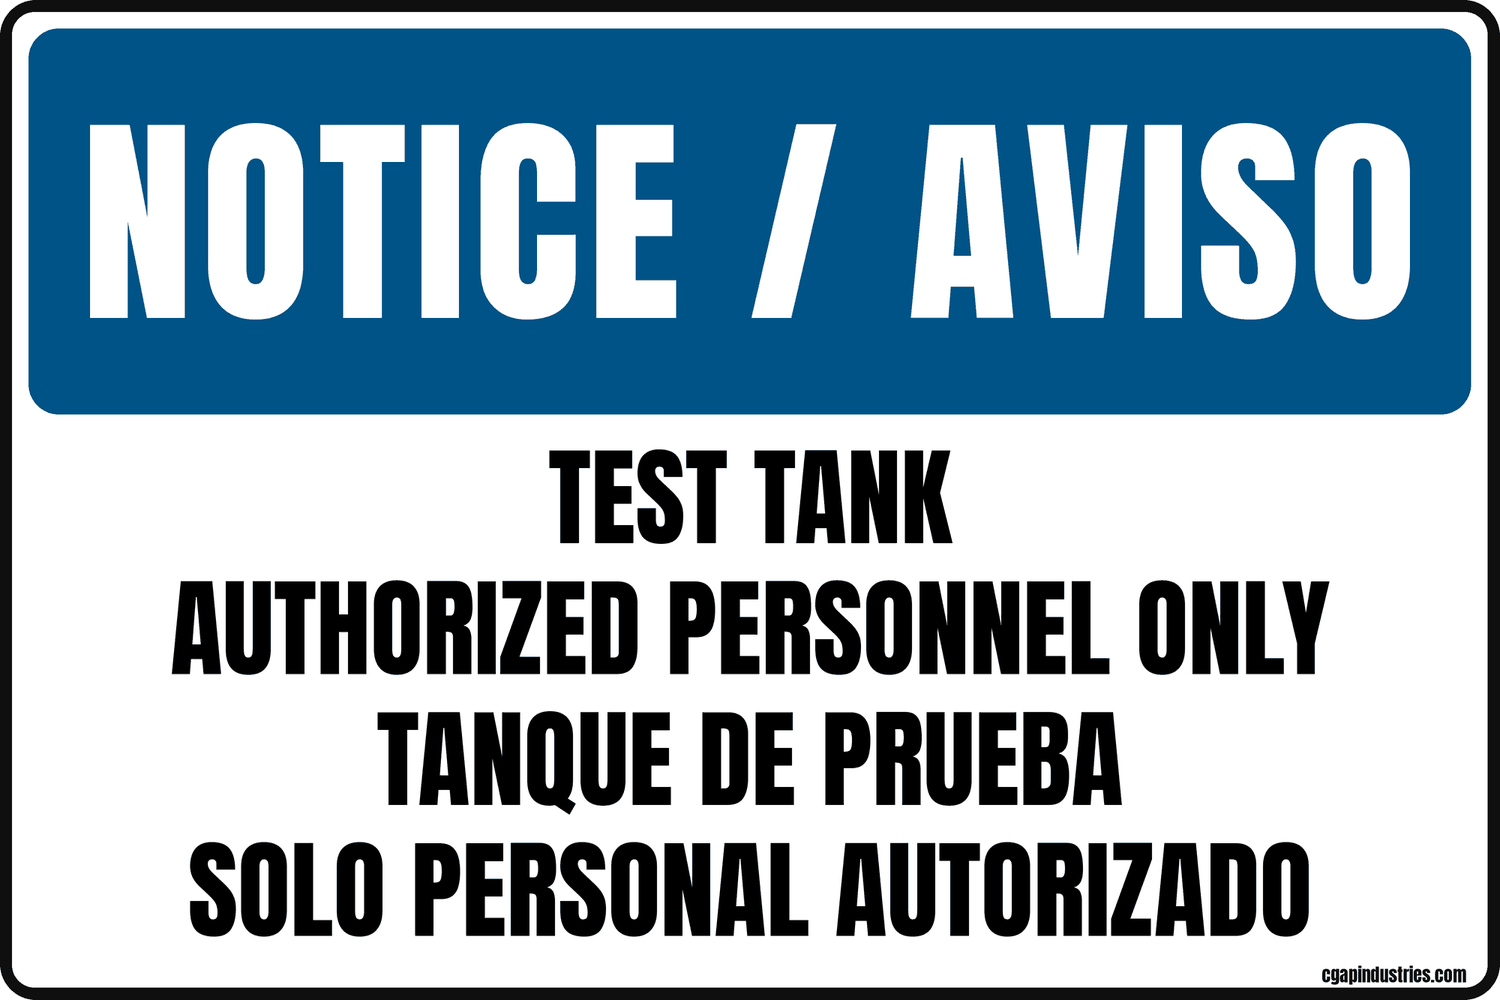 NOTICE / AVISO
TEST TANK
AUTHORIZED PERSONNEL ONLY
TANQUE DE PRUEBA
SOLO PERSONAL AUTORIZADO
cgapindustries.com